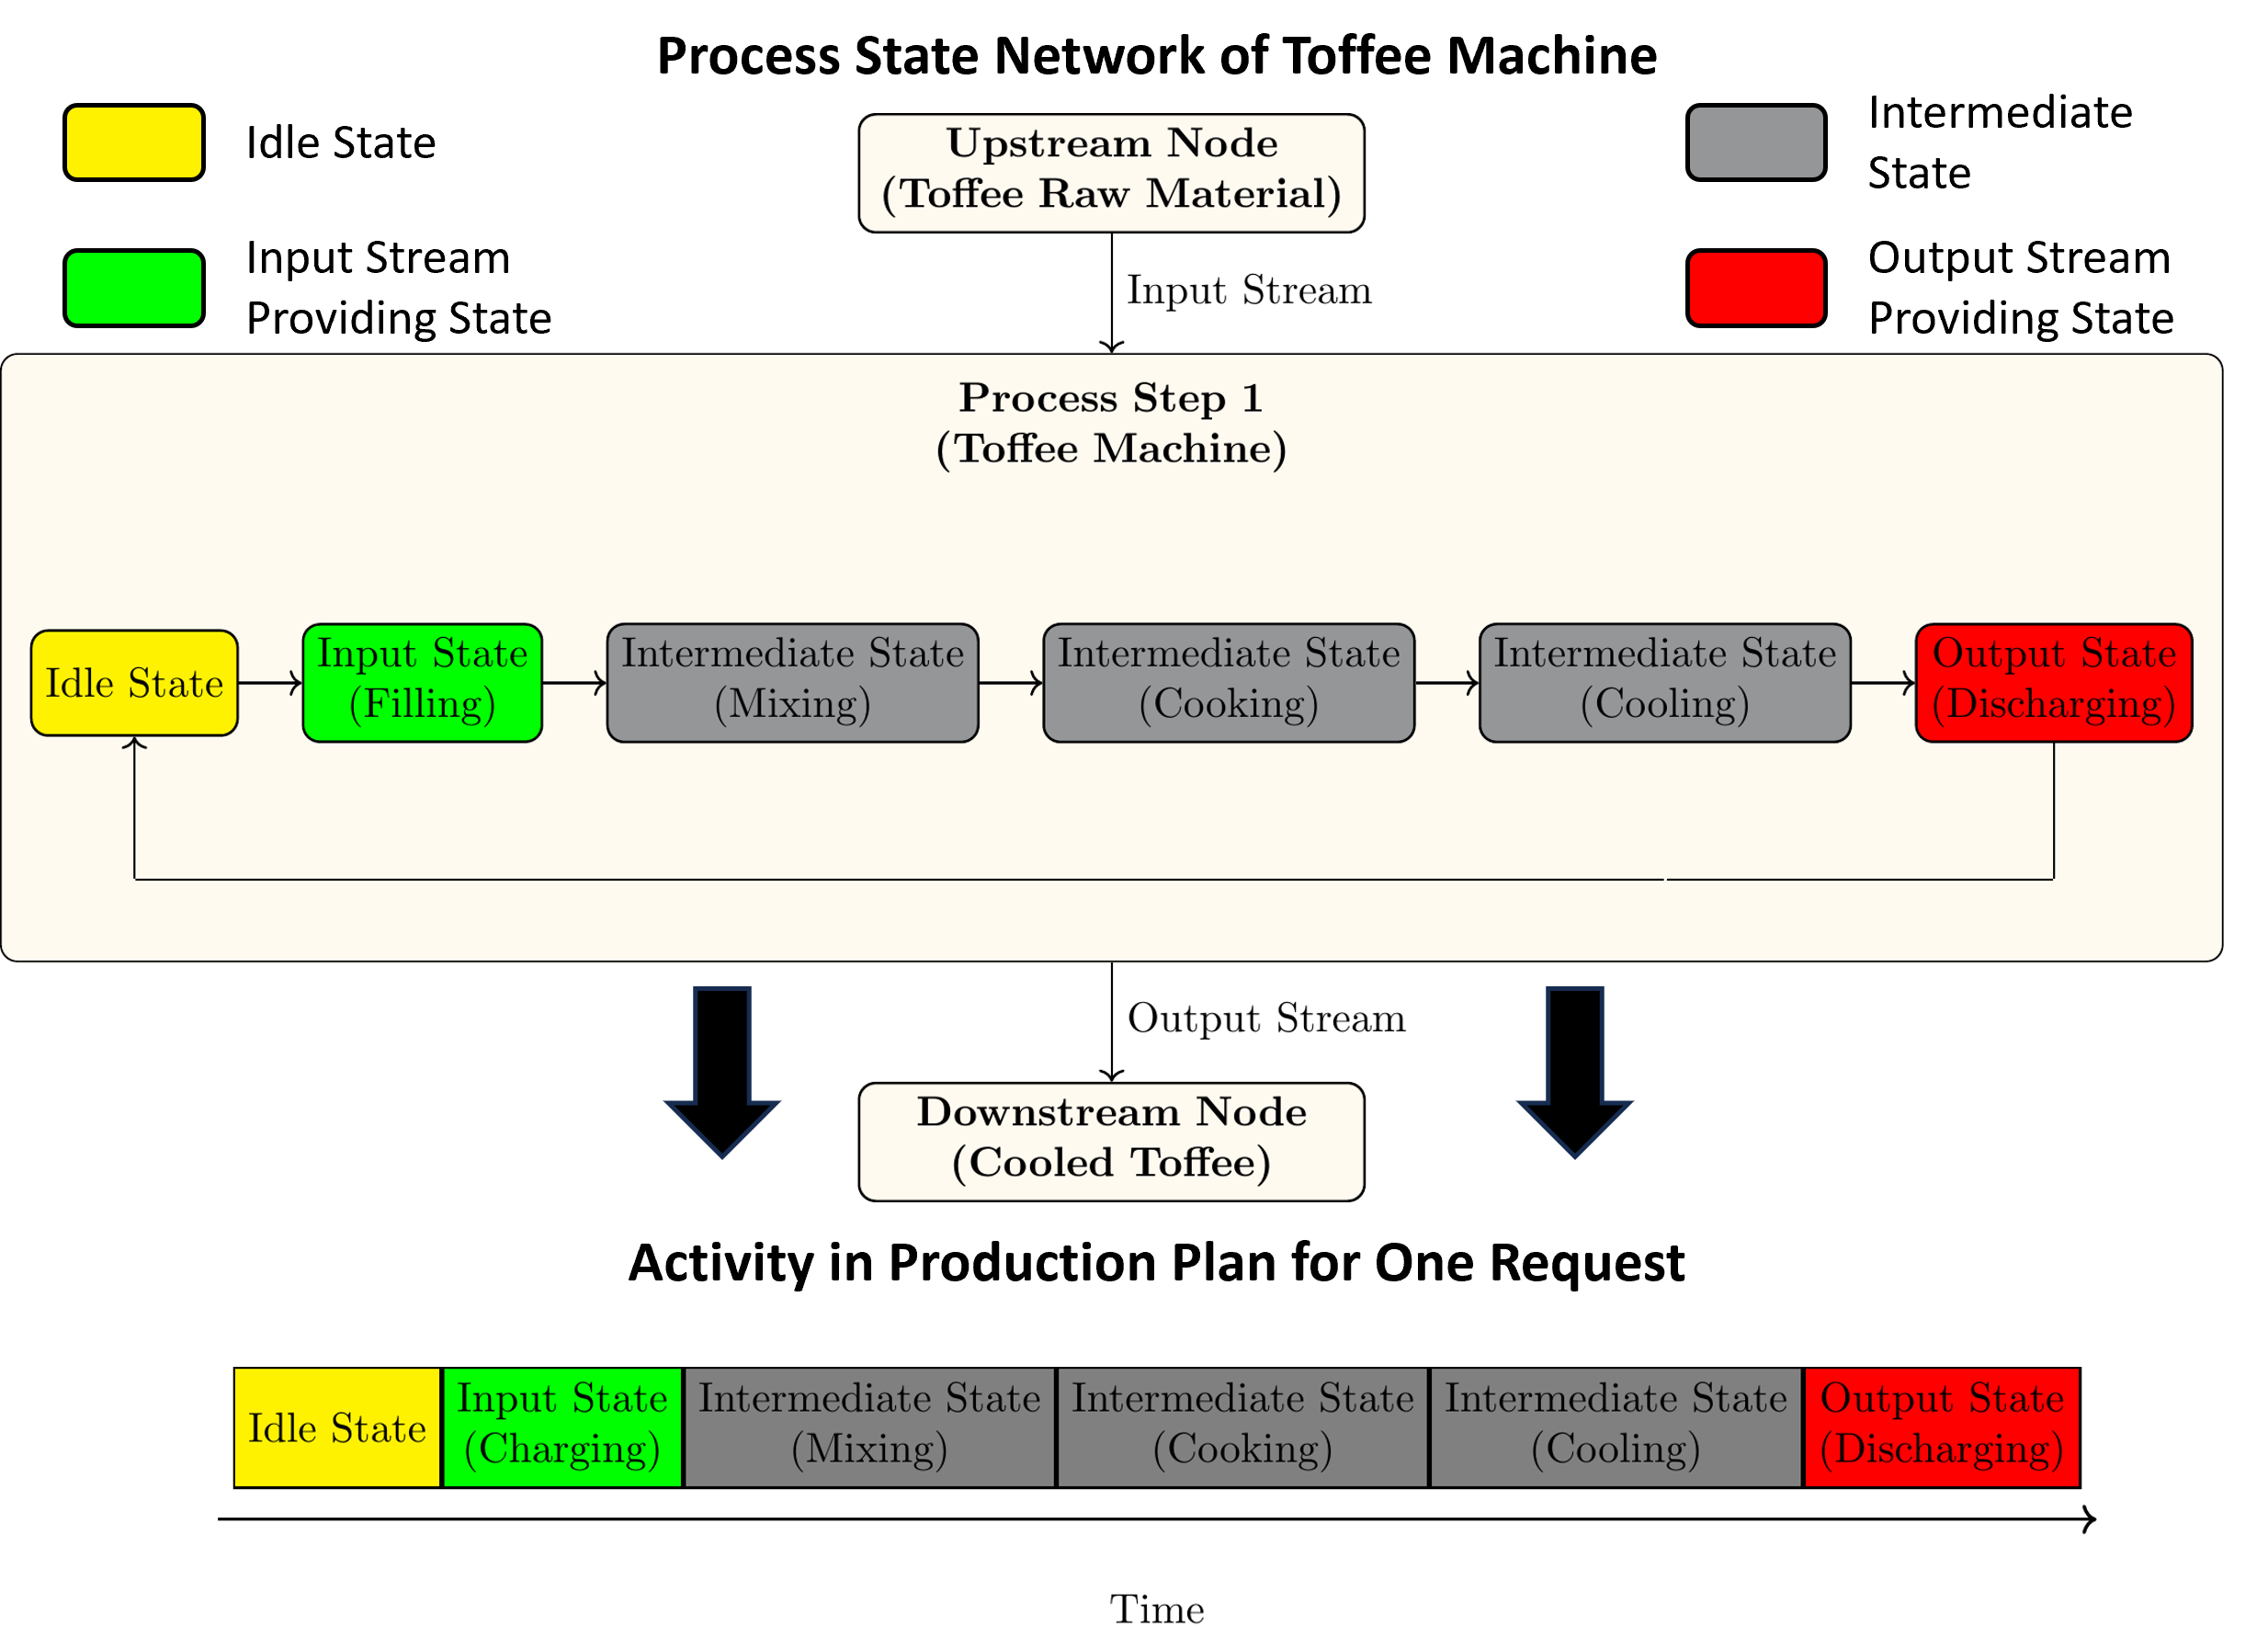 Process State Network of Toffee Machine
Idle State
Input Stream
Providing State
Upstream Node
(Toffee Raw Material)
Intermediate
State
Output Stream
Providing State
Input Stream
Process Step 1
(Toffee Machine)
Idle State
Input State
(Filling)
Intermediate State
(Mixing)
Intermediate State
(Cooking)
Intermediate State
(Cooling)
Output State
(Discharging)
Output Stream
Downstream Node
(Cooled Toffee)
Activity in Production Plan for One Request
Idle State
Input State
(Charging)
Intermediate State
(Mixing)
Intermediate State
(Cooking)
Intermediate State
(Cooling)
Output State
(Discharging)
Time